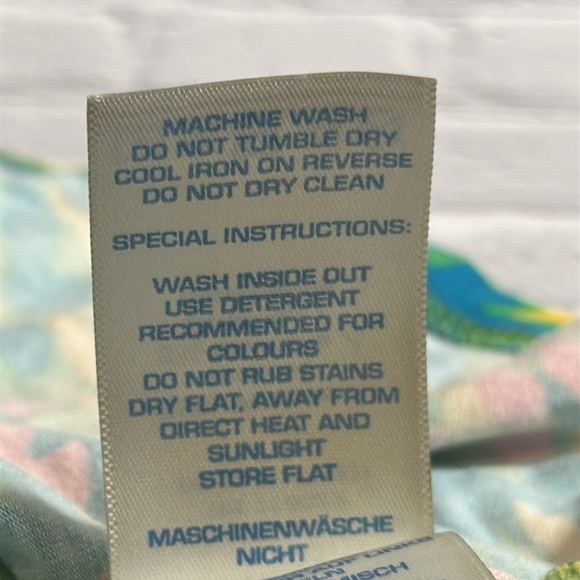 MACHINE WASH
DO NOT TUMBLE DRY
COOL IRON ON REVERSE
DO NOT DRY CLEAN
SPECIAL INSTRUCTIONS:
WASH INSIDE OUT
USE DETERGENT
RECOMMENDED FOR
COLOURS
DO NOT RUB STAINS
DRY FLAT, AWAY FROM
DIRECT HEAT AND
SUNLIGHT
STORE FLAT
MASCHINENWÄSCHE
NICHT
AUF LINKS